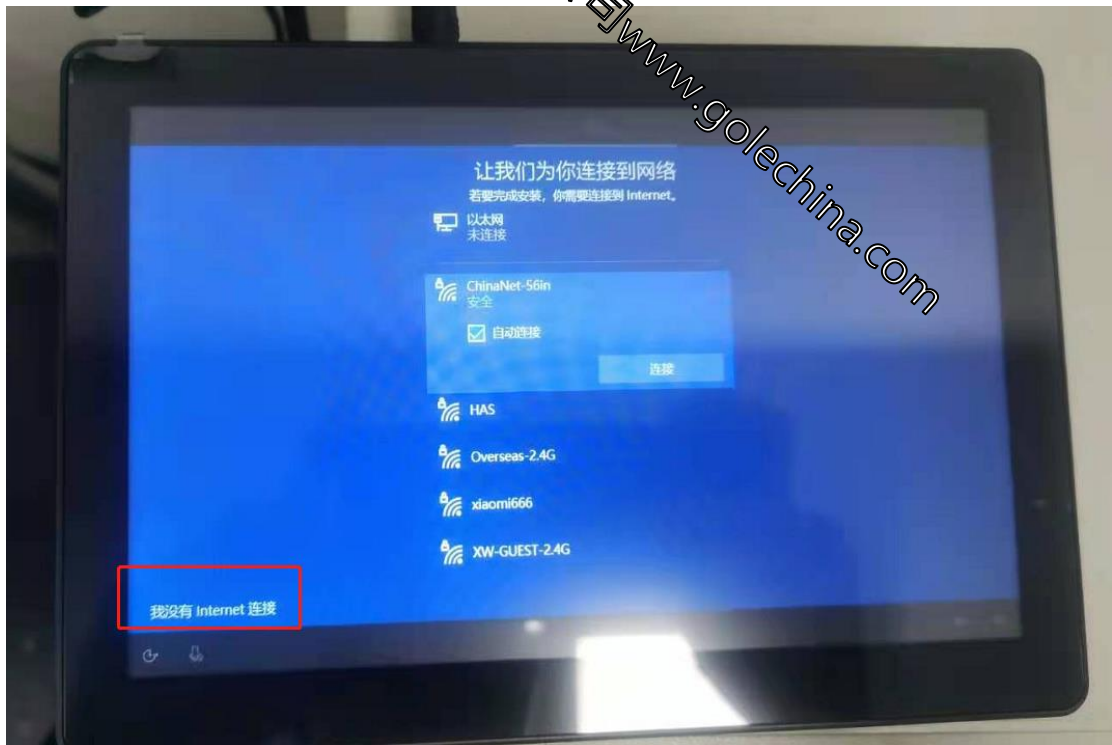 www.golechina.com
让我们为你连接到网络
若要完成安装，你需要连接到 Internet。
以太网
未连接
ChinaNet-56in
安全
自动连接
连接
HAS
Overseas-2.4G
xiaomi666
XW-GUEST-2.4G
我没有 Internet 连接